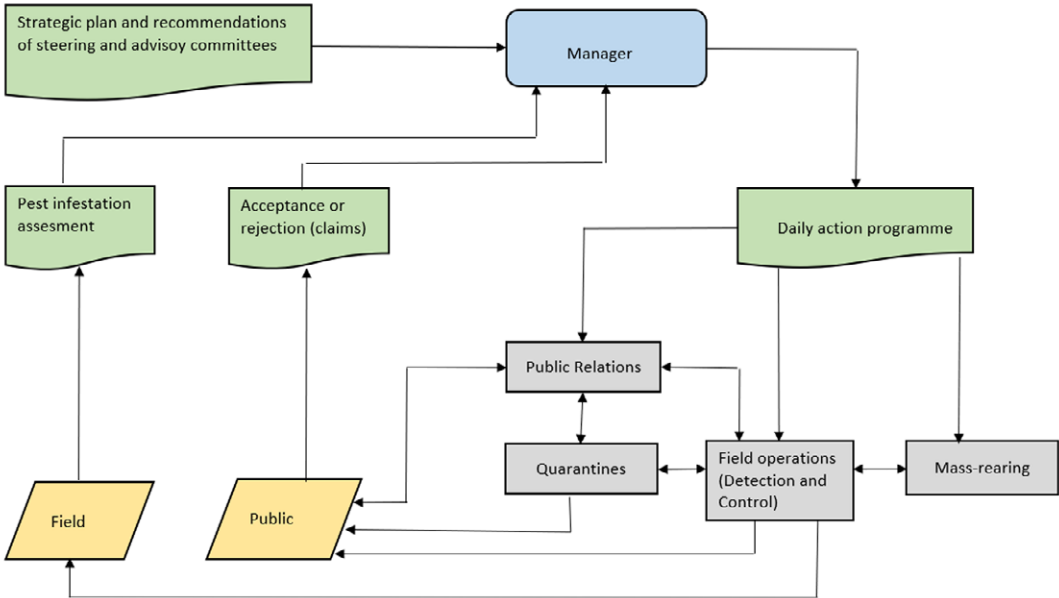 Strategic plan and recommendations
of steering and advisoy committees
Manager
Pest infestation
assesment
Acceptance or
rejection (claims)
Daily action programme
Public Relations
Quarantines
Field operations
(Detection and
Control)
Mass-rearing
Field
Public